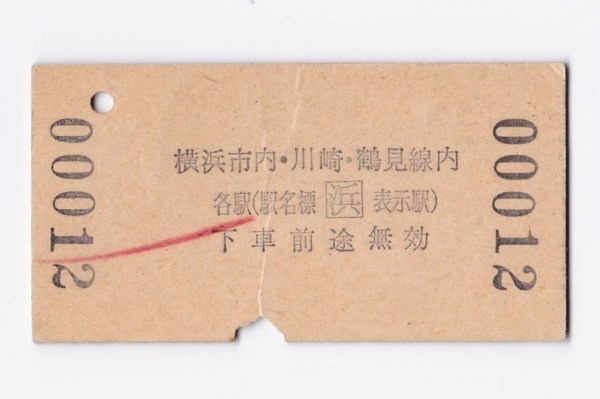 00012
横浜市内・川崎・鶴見線内
各駅(駅名標 浜 表示駅)
下車前途無効
00012